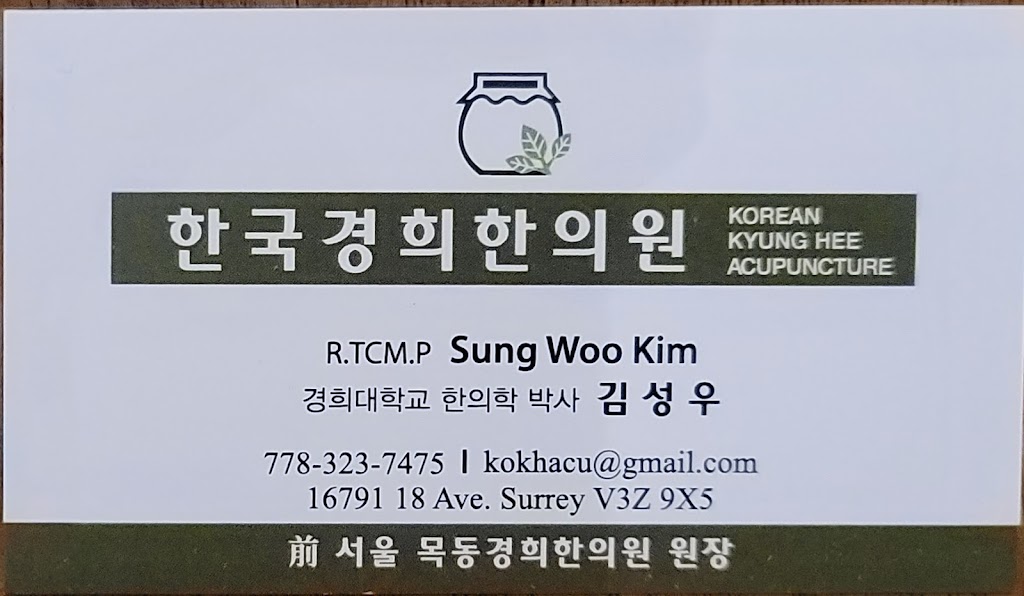 한국경희한의원
KOREAN
KYUNG HEE
ACUPUNCTURE
R.TCM.P Sung Woo Kim
경희대학교 한의학 박사 김성우
778-323-7475 | kokhacu@gmail.com
16791 18 Ave. Surrey V3Z 9X5
前 서울 목동경희한의원 원장